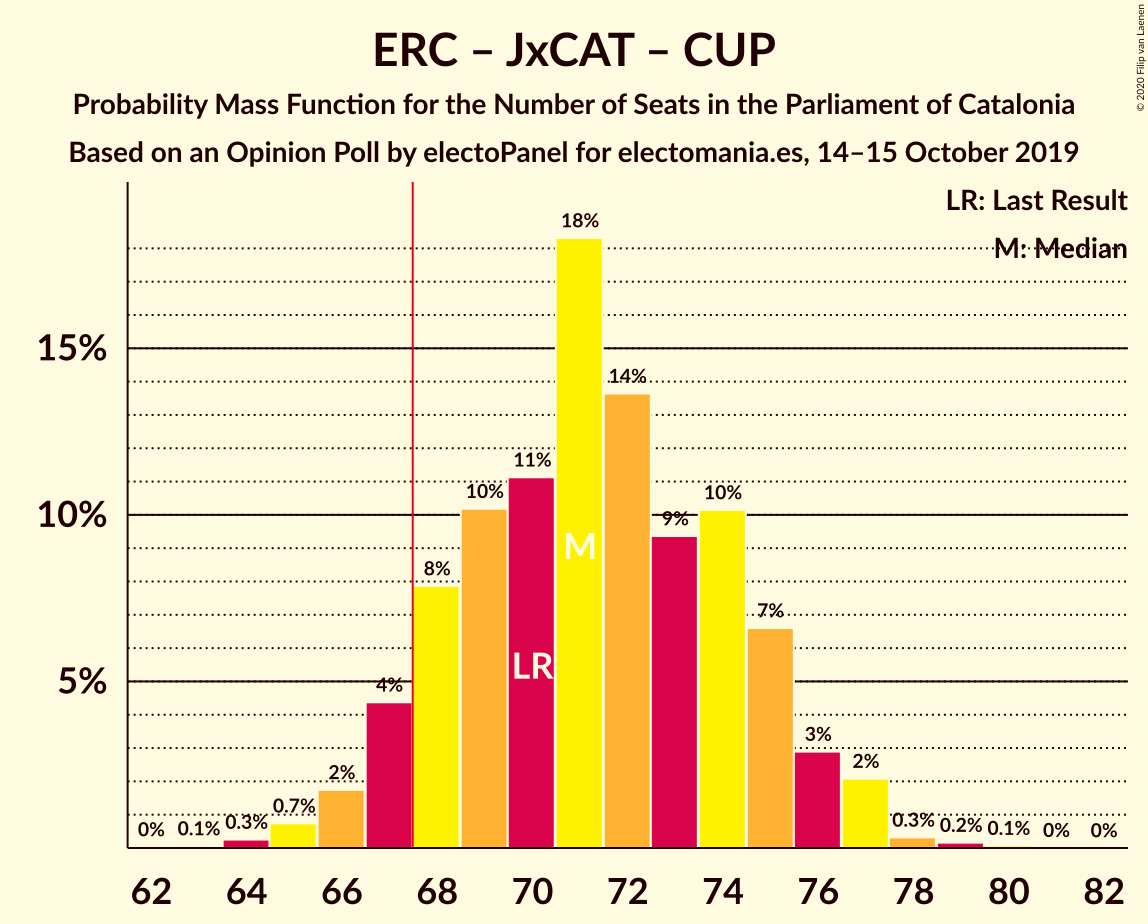 ERC – JxCAT – CUP
Probability Mass Function for the Number of Seats in the Parliament of Catalonia
Based on an Opinion Poll by electoPanel for electomania.es, 14–15 October 2019
© 2020 Filip van Laenen
LR: Last Result
M: Median
15%
10%
5%
0% 0.1% 0.3% 0.7% 2% 4% 8% 10% 11% 18% 14% 9% 10% 7% 3% 2% 0.3% 0.2% 0.1% 0% 0%
M
LR
62 64 66 68 70 72 74 76 78 80 82